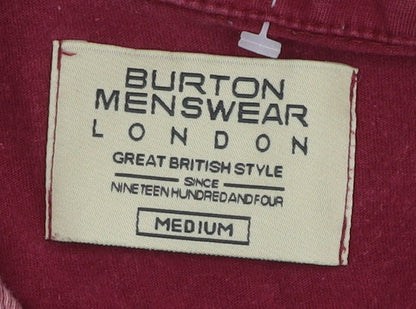 BURTON
MENSWEAR
LONDON
GREAT BRITISH STYLE
SINCE
NINETEEN HUNDRED AND FOUR
MEDIUM